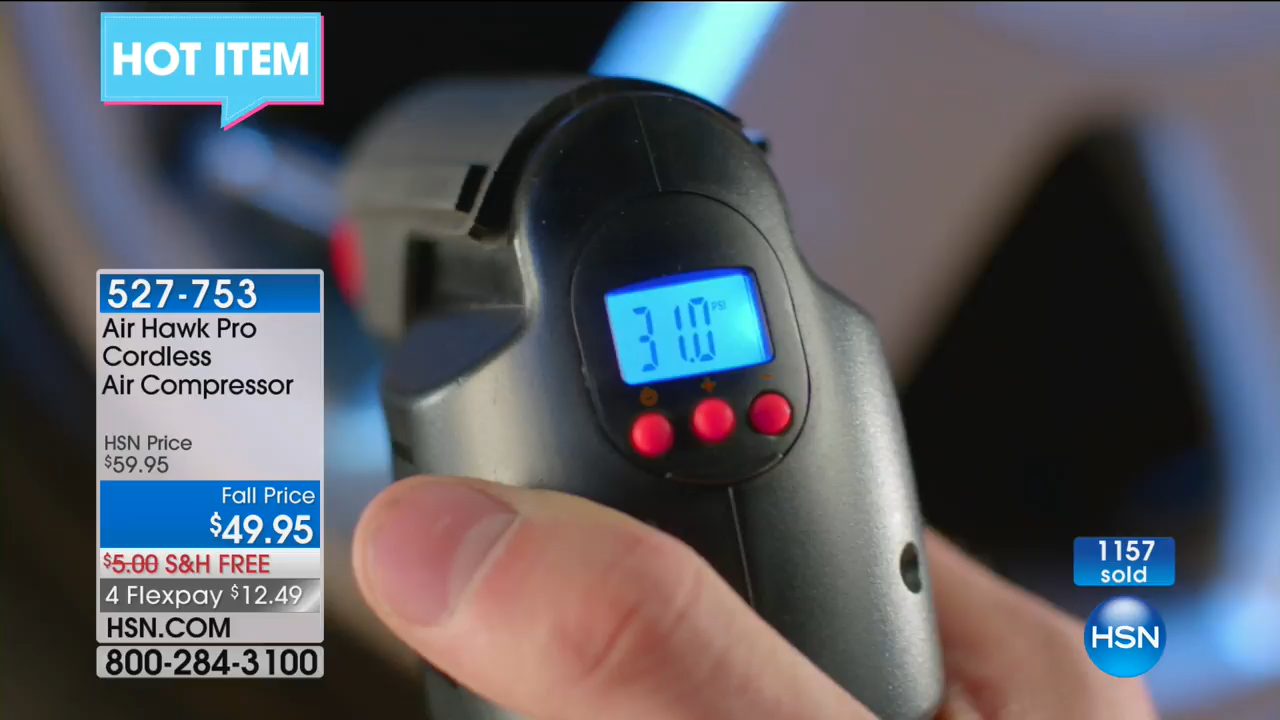 HOT ITEM
527-753
Air Hawk Pro
Cordless
Air Compressor
HSN Price
$59.95
Fall Price
$49.95
$5.00 S&H FREE
4 Flexpay $12.49
HSN.COM
800-284-3100
31.0 PSI
+
-
1157
sold
HSN